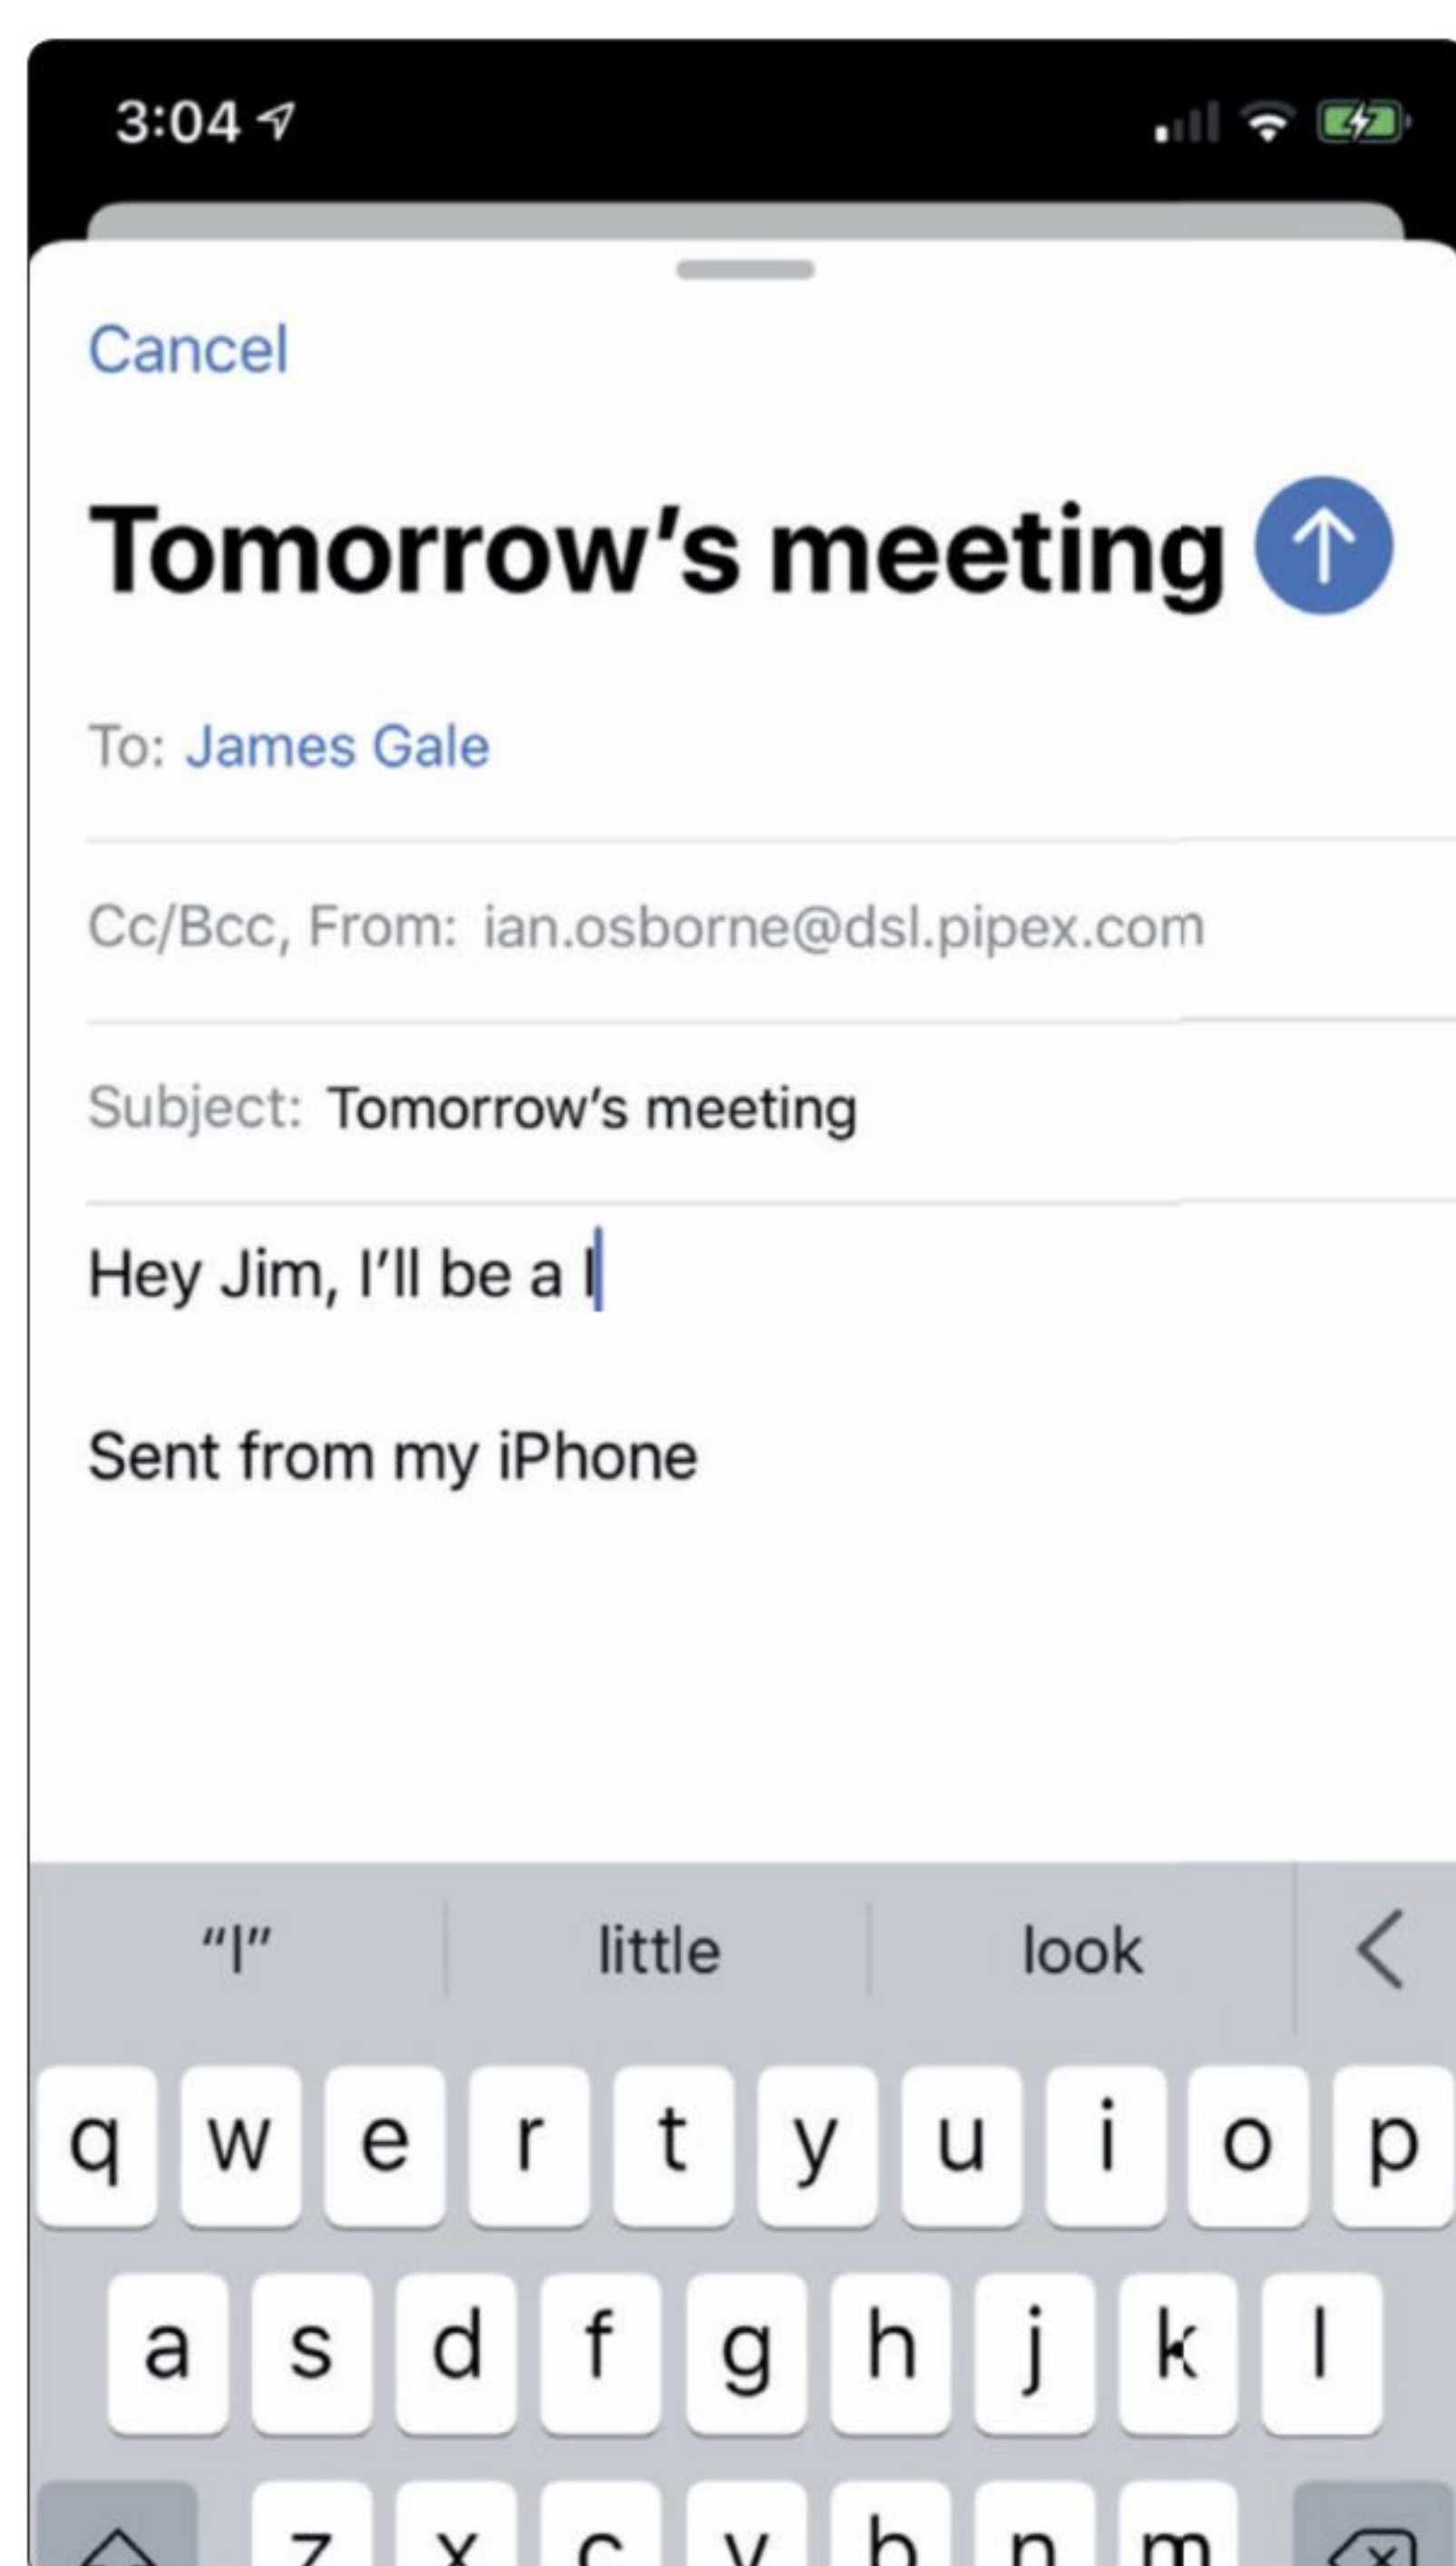 3:04
Cancel
Tomorrow’s meeting
To: James Gale
Cc/Bcc, From: ian.osborne@dsl.pipex.com
Subject: Tomorrow’s meeting
Hey Jim, I’ll be a l
Sent from my iPhone
“l” little look
q w e r t y u i o p
a s d f g h j k l
z x c v b n m